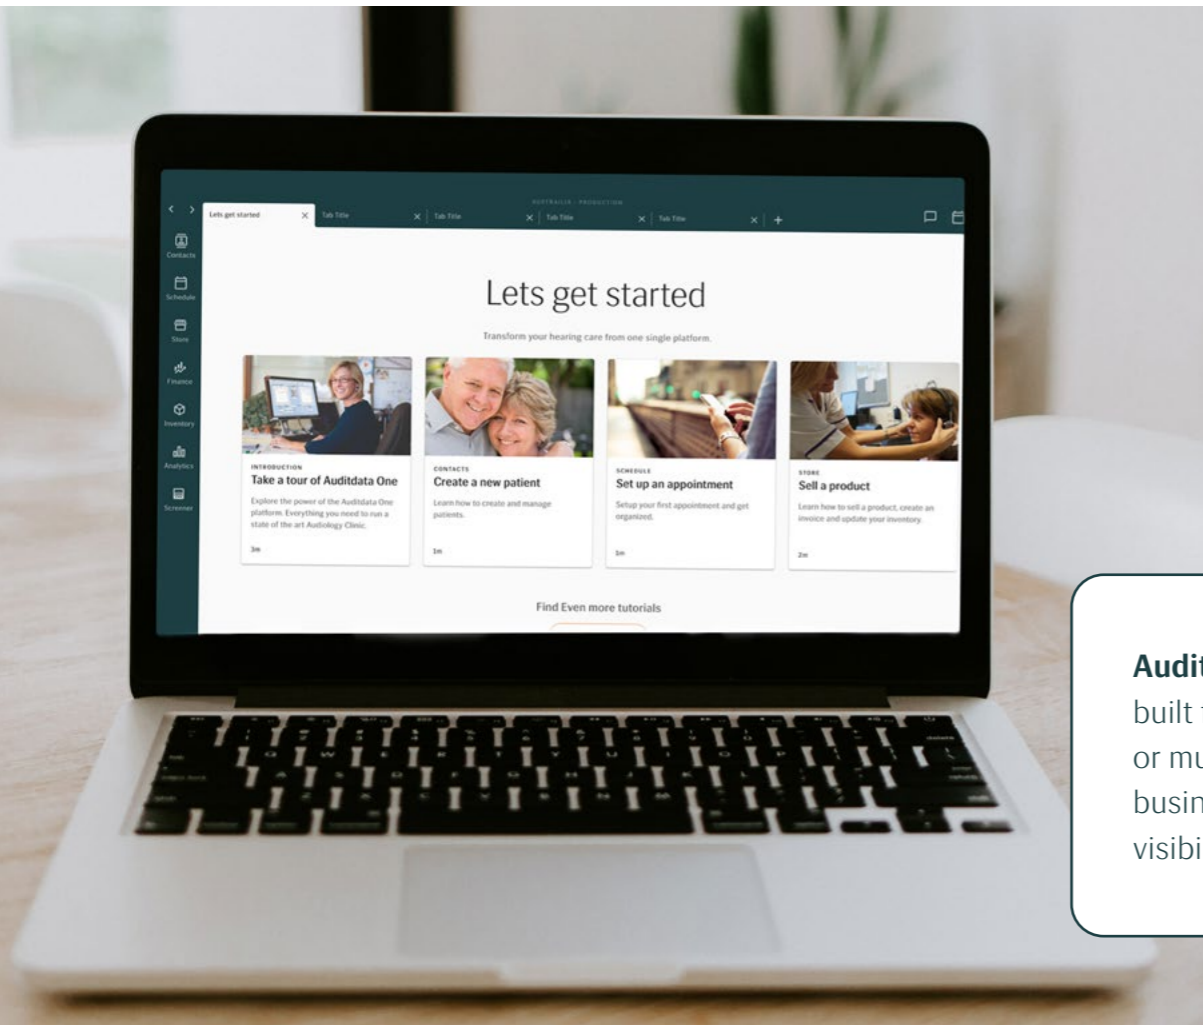 AUSTRALIA - PRODUCTION
Lets get started
Tab Title
Tab Title
Tab Title
Tab Title
Contacts
Schedule
Store
Finance
Inventory
Analytics
Screener
Lets get started
Transform your hearing care from one single platform.
INTRODUCTION
Take a tour of Auditdata One
Explore the power of the Auditdata One
platform. Everything you need to run a
state of the art Audiology Clinic.
3m
CONTACTS
Create a new patient
Learn how to create and manage
patients.
1m
SCHEDULE
Set up an appointment
Setup your first appointment and get
organized.
1m
STORE
Sell a product
Learn how to sell a product, create an
invoice and update your inventory.
2m
Find Even more tutorials
Audit
built
or mu
busin
visibi